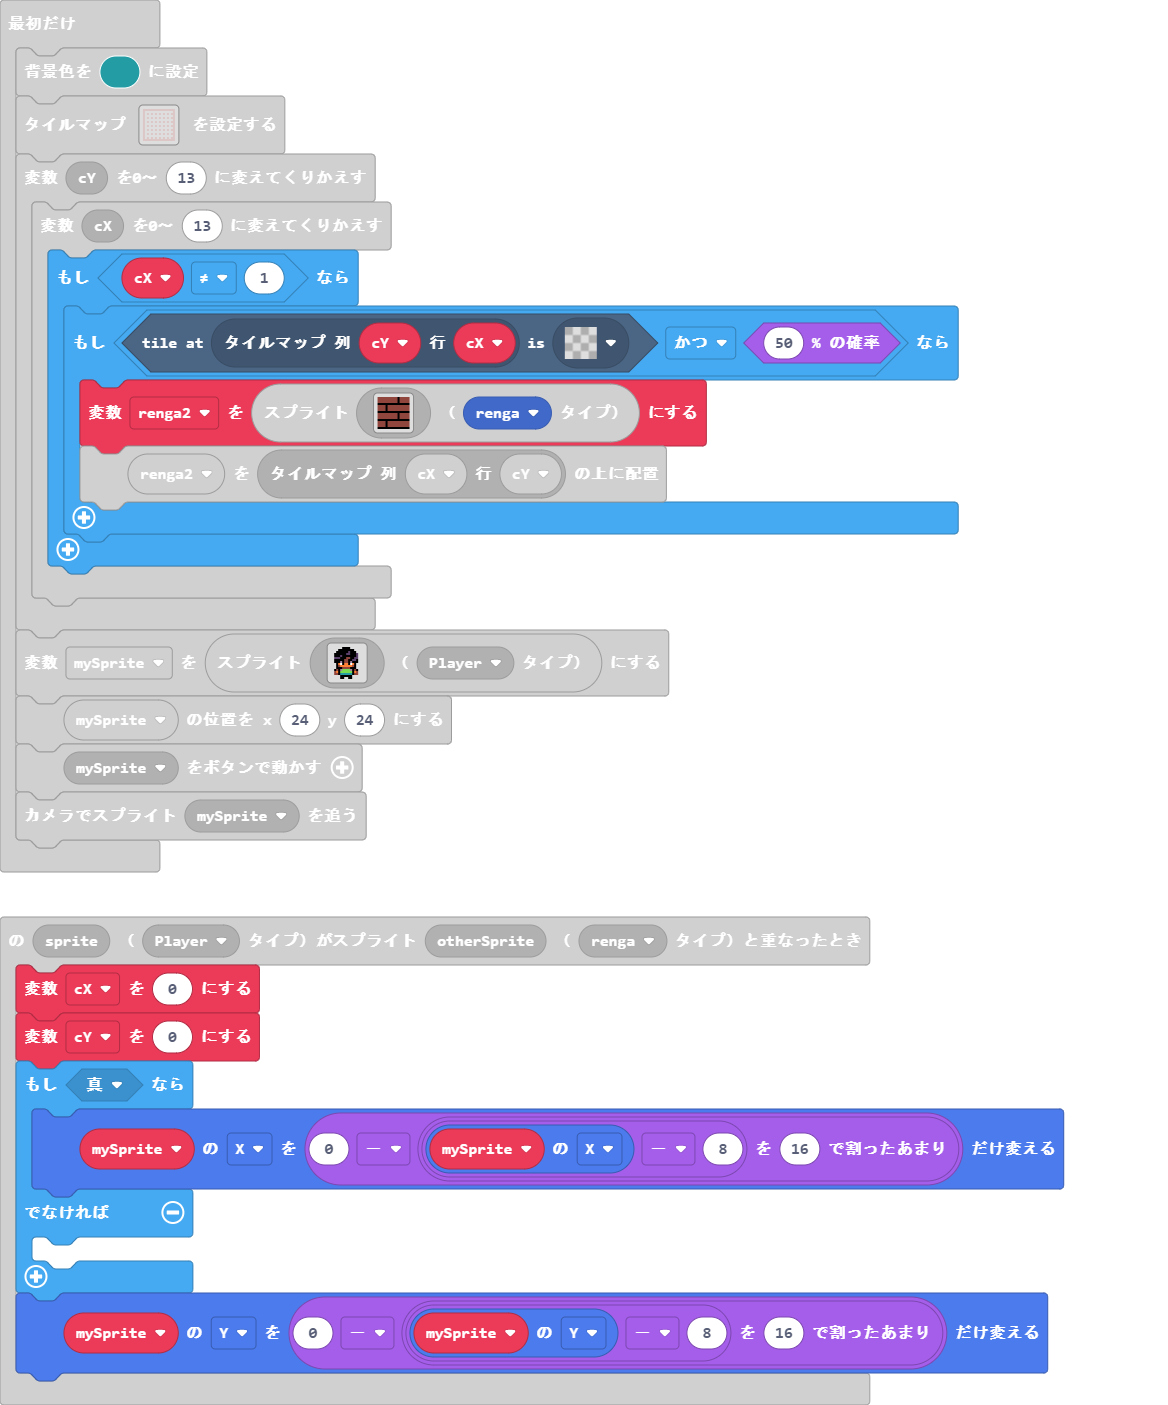 最初だけ
背景色を に設定
タイルマップ を設定する
変数 cY を0～ 13 に変えてくりかえす
変数 cX を0～ 13 に変えてくりかえす
もし cX ≠ 1 なら
もし tile at タイルマップ 列 cY 行 cX is かつ 50 % の確率 なら
変数 renga2 を スプライト ( renga タイプ) にする
renga2 を タイルマップ 列 cX 行 cY の上に配置
変数 mySprite を スプライト ( Player タイプ) にする
mySprite の位置を x 24 y 24 にする
mySprite をボタンで動かす
カメラでスプライト mySprite を追う
の sprite ( Player タイプ) がスプライト otherSprite ( renga タイプ) と重なったとき
変数 cX を 0 にする
変数 cY を 0 にする
もし 真 なら
mySprite の X を 0 － mySprite の X － 8 を 16 で割ったあまり だけ変える
でなければ
mySprite の Y を 0 － mySprite の Y － 8 を 16 で割ったあまり だけ変える